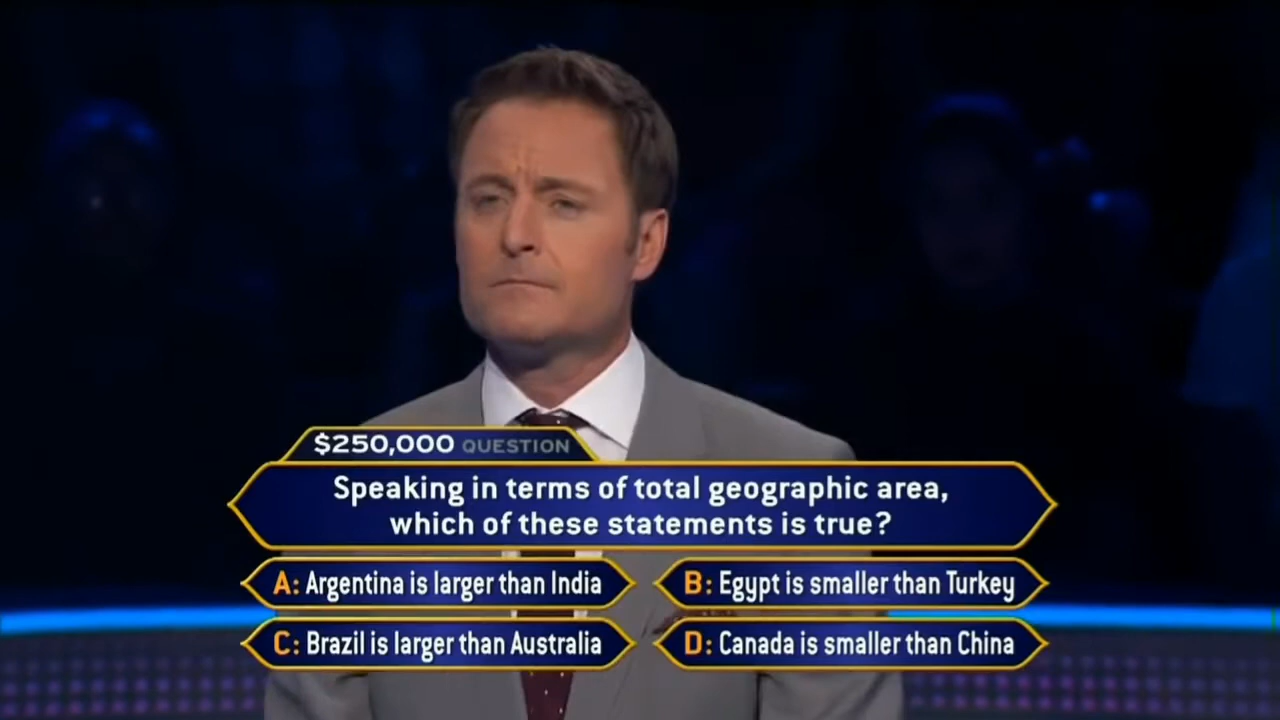 $250,000 QUESTION
Speaking in terms of total geographic area,
which of these statements is true?
A: Argentina is larger than India
B: Egypt is smaller than Turkey
C: Brazil is larger than Australia
D: Canada is smaller than China